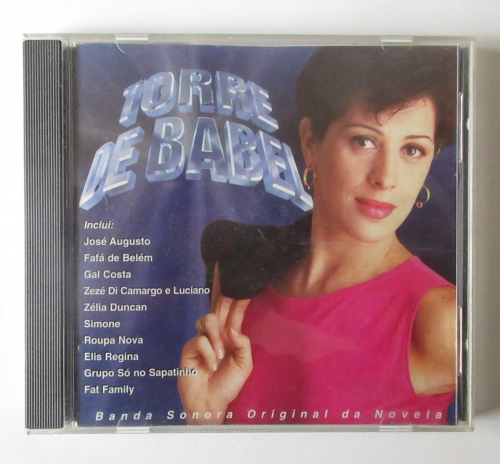 TORRE
DE BABEL
Inclui:
José Augusto
Fafá de Belém
Gal Costa
Zezé Di Camargo e Luciano
Zélia Duncan
Simone
Roupa Nova
Elis Regina
Grupo Só no Sapatinho
Fat Family
Banda Sonora Original da Novela